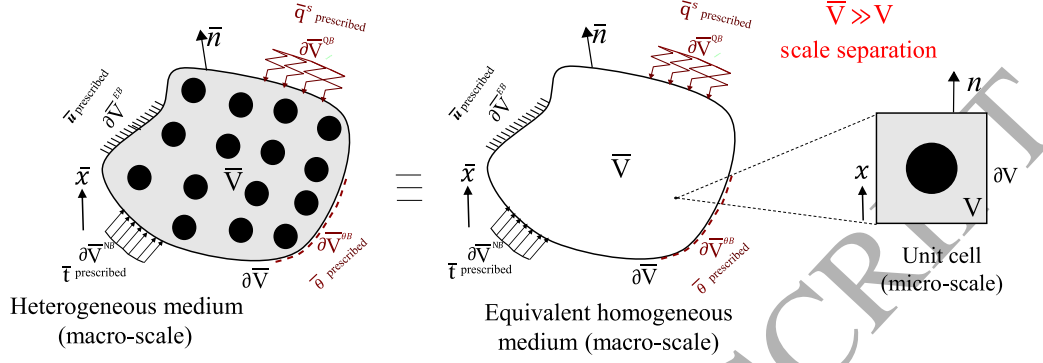 q̄ˢ prescribed
∂V̄^QB
n̄
ū prescribed
∂V̄^EB
V̄
x̄
∂V̄^NB
t̄ prescribed
∂V̄
∂V̄^θB
θ̄ prescribed
Heterogeneous medium
(macro-scale)
≡
q̄ˢ prescribed
∂V̄^QB
n̄
ū prescribed
∂V̄^EB
V̄
x̄
∂V̄^NB
t̄ prescribed
∂V̄
∂V̄^θB
θ̄ prescribed
Equivalent homogeneous
medium (macro-scale)
V̄ ≫ V
scale separation
n
x
∂V
V
Unit cell
(micro-scale)
SCRIPT